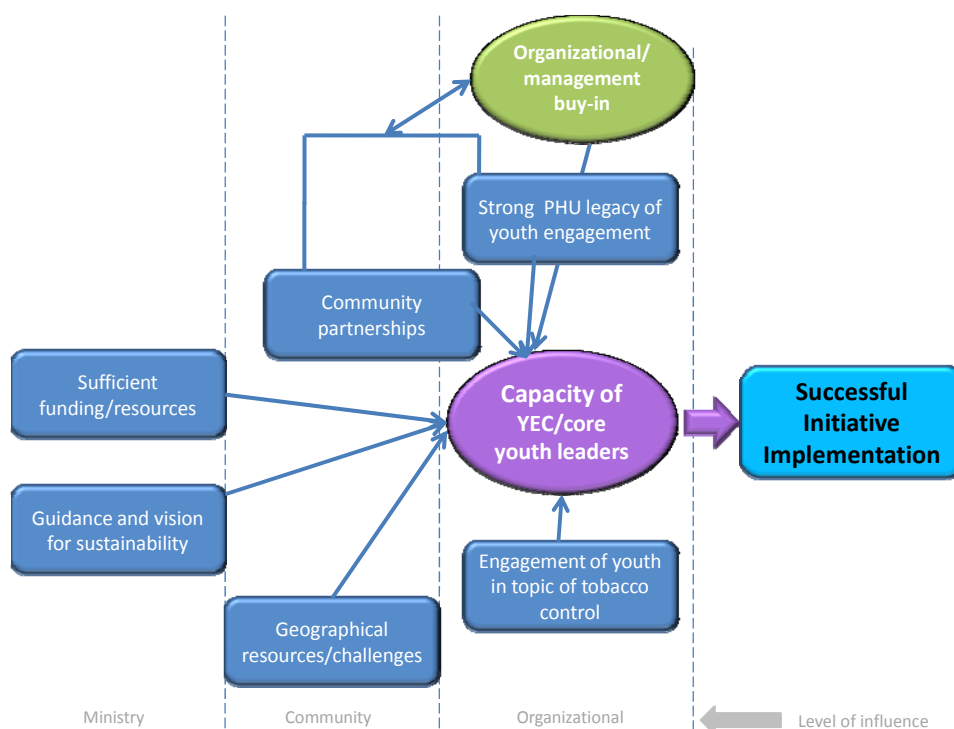 Organizational/
management
buy-in
Strong PHU legacy of
youth engagement
Community
partnerships
Sufficient
funding/resources
Capacity of
YEC/core
youth leaders
Successful
Initiative
Implementation
Guidance and vision
for sustainability
Engagement of youth
in topic of tobacco
control
Geographical
resources/challenges
Ministry
Community
Organizational
Level of influence